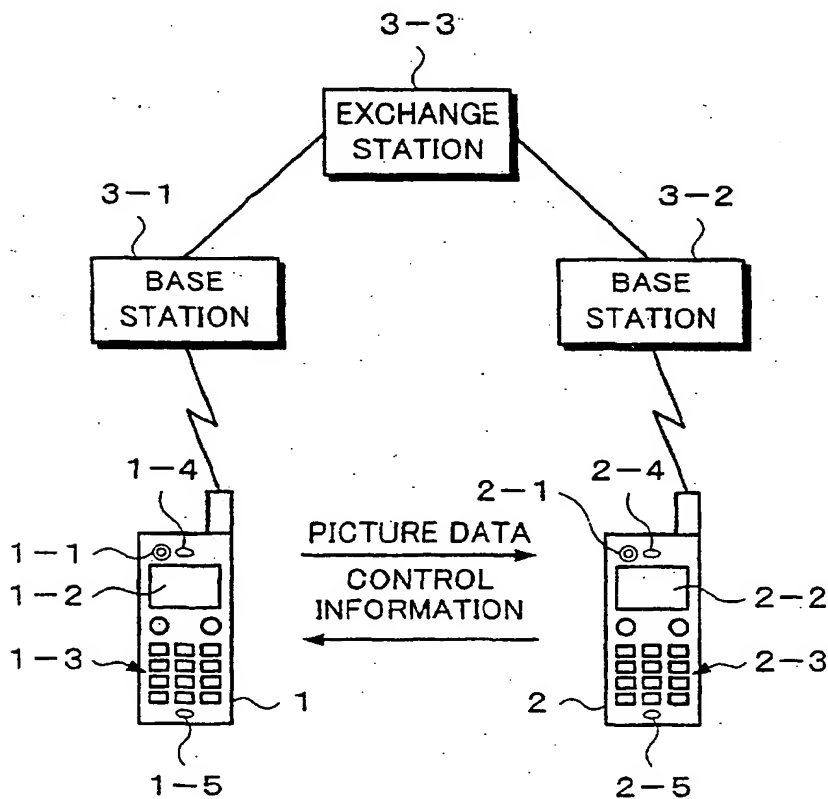 3-3
EXCHANGE
STATION
3-1
3-2
BASE
STATION
BASE
STATION
1-4
2-1
2-4
1-1
PICTURE DATA
1-2
CONTROL
INFORMATION
2-2
1-3
2-3
1
2
1-5
2-5